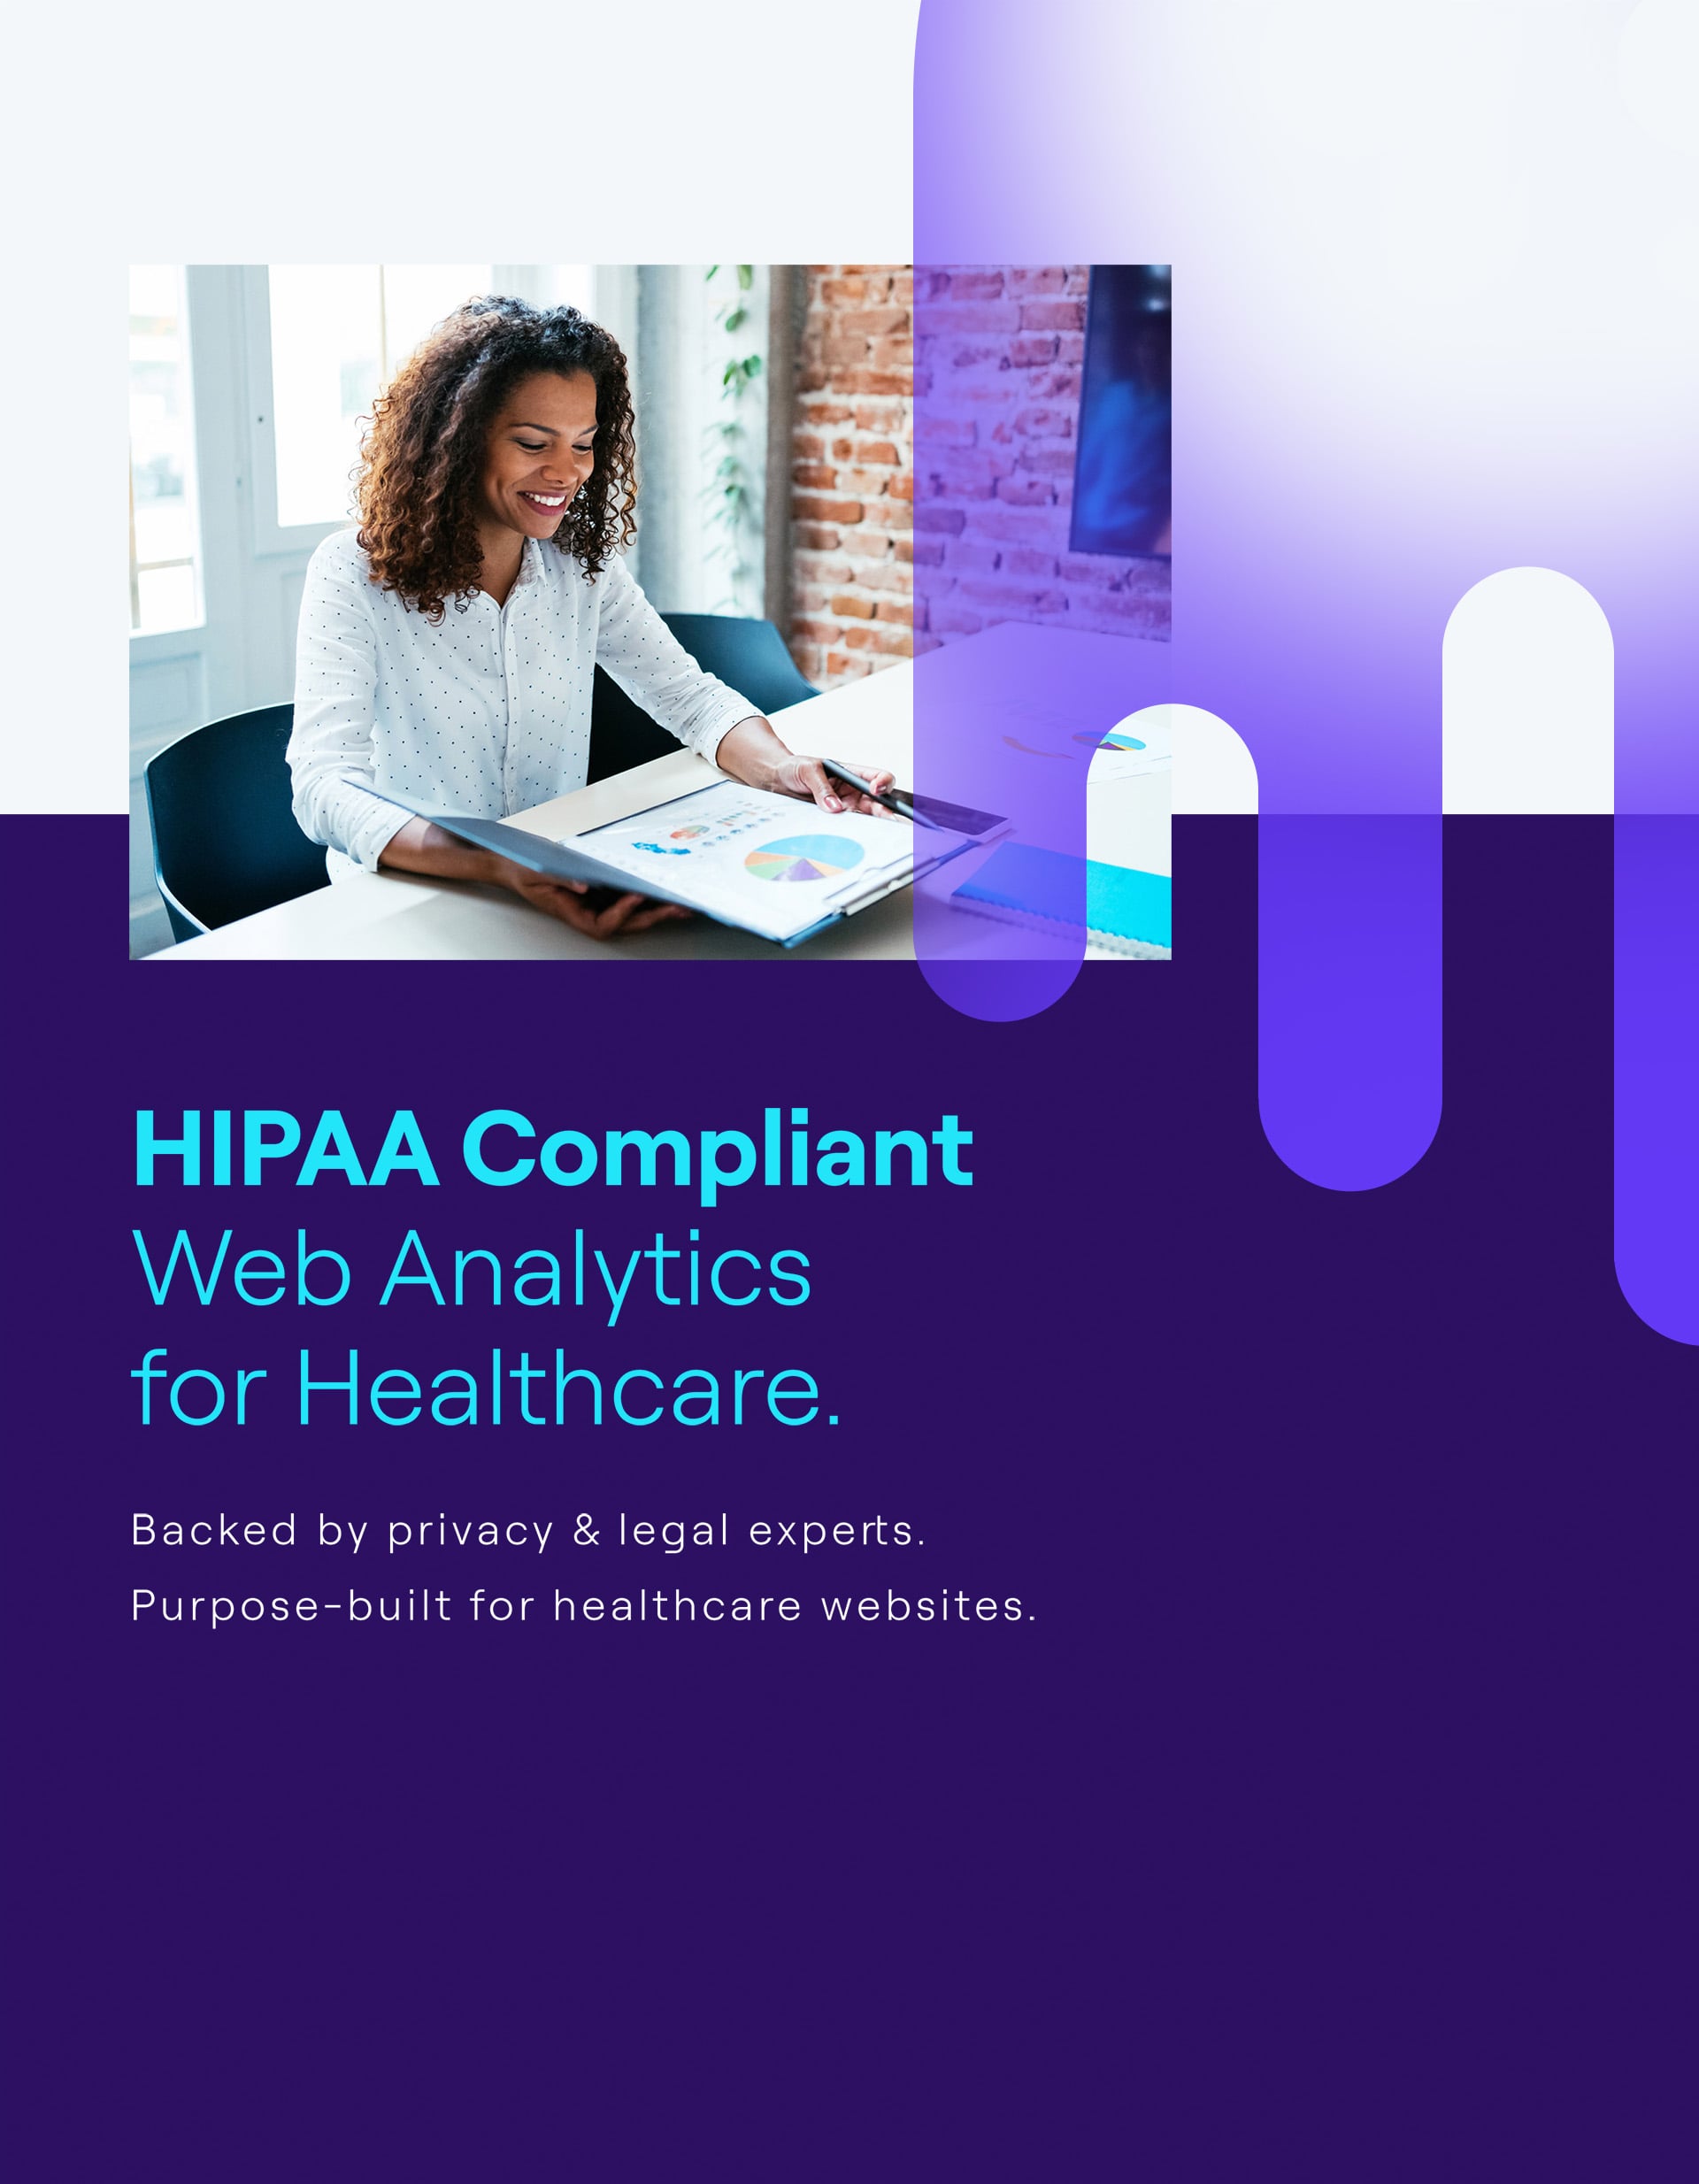 HIPAA Compliant
Web Analytics
for Healthcare.
Backed by privacy & legal experts.
Purpose-built for healthcare websites.